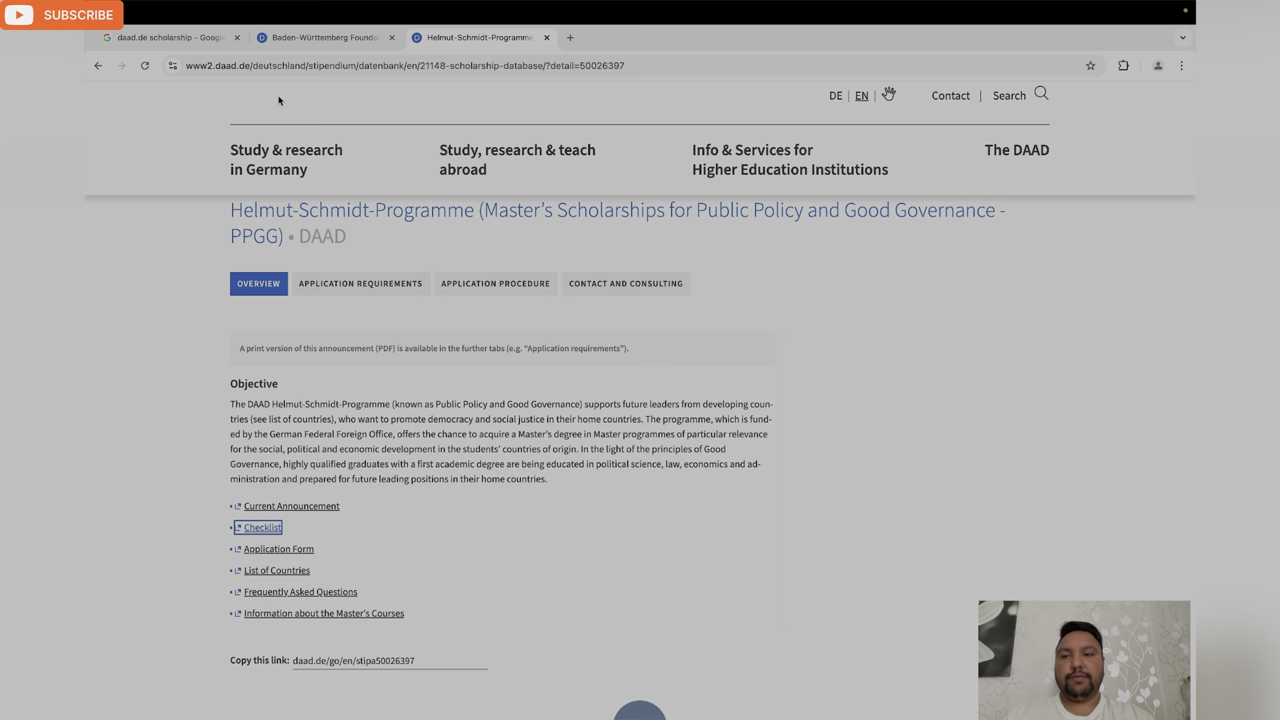 SUBSCRIBE
daad.de scholarship - Google
Baden-Württemberg Founda
Helmut-Schmidt-Programme
www2.daad.de/deutschland/stipendium/datenbank/en/21148-scholarship-database/?detail=50026397
DE | EN | Contact | Search
Study & research
in Germany
Study, research & teach
abroad
Info & Services for
Higher Education Institutions
The DAAD
Helmut-Schmidt-Programme (Master's Scholarships for Public Policy and Good Governance -
PPGG) • DAAD
OVERVIEW
APPLICATION REQUIREMENTS
APPLICATION PROCEDURE
CONTACT AND CONSULTING
A print version of this announcement (PDF) is available in the further tabs (e.g. “Application requirements”).
Objective
The DAAD Helmut-Schmidt-Programme (known as Public Policy and Good Governance) supports future leaders from developing coun-
tries (see list of countries), who want to promote democracy and social justice in their home countries. The programme, which is fund-
ed by the German Federal Foreign Office, offers the chance to acquire a Master's degree in Master programmes of particular relevance
for the social, political and economic development in the students' countries of origin. In the light of the principles of Good
Governance, highly qualified graduates with a first academic degree are being educated in political science, law, economics and ad-
ministration and prepared for future leading positions in their home countries.
Current Announcement
Checklist
Application Form
List of Countries
Frequently Asked Questions
Information about the Master's Courses
Copy this link: daad.de/go/en/stipa50026397